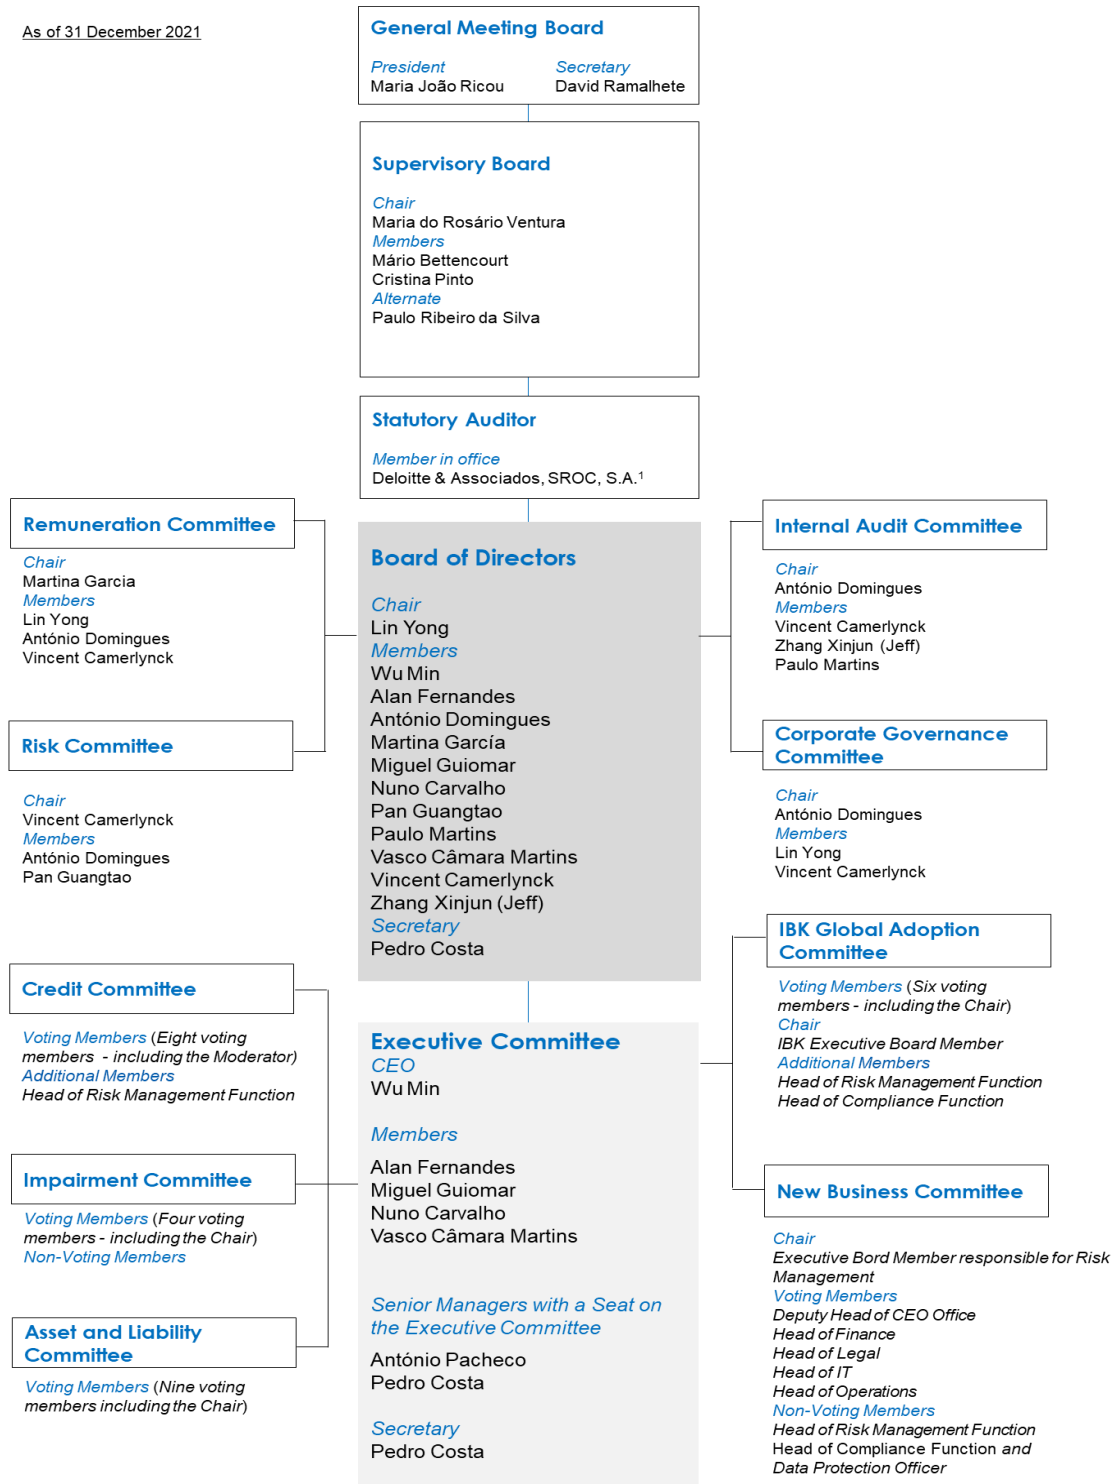 As of 31 December 2021
General Meeting Board
President Secretary
Maria João Ricou David Ramalhete
Supervisory Board
Chair
Maria do Rosário Ventura
Members
Mário Bettencourt
Cristina Pinto
Alternate
Paulo Ribeiro da Silva
Statutory Auditor
Member in office
Deloitte & Associados, SROC, S.A.¹
Remuneration Committee
Chair
Martina Garcia
Members
Lin Yong
António Domingues
Vincent Camerlynck
Risk Committee
Chair
Vincent Camerlynck
Members
António Domingues
Pan Guangtao
Board of Directors
Chair
Lin Yong
Members
Wu Min
Alan Fernandes
António Domingues
Martina García
Miguel Guiomar
Nuno Carvalho
Pan Guangtao
Paulo Martins
Vasco Câmara Martins
Vincent Camerlynck
Zhang Xinjun (Jeff)
Secretary
Pedro Costa
Internal Audit Committee
Chair
António Domingues
Members
Vincent Camerlynck
Zhang Xinjun (Jeff)
Paulo Martins
Corporate Governance
Committee
Chair
António Domingues
Members
Lin Yong
Vincent Camerlynck
Credit Committee
Voting Members (Eight voting
members - including the Moderator)
Additional Members
Head of Risk Management Function
Impairment Committee
Voting Members (Four voting
members - including the Chair)
Non-Voting Members
Asset and Liability
Committee
Voting Members (Nine voting
members including the Chair)
Executive Committee
CEO
Wu Min
Members
Alan Fernandes
Miguel Guiomar
Nuno Carvalho
Vasco Câmara Martins
Senior Managers with a Seat on
the Executive Committee
António Pacheco
Pedro Costa
Secretary
Pedro Costa
IBK Global Adoption
Committee
Voting Members (Six voting
members - including the Chair)
Chair
IBK Executive Board Member
Additional Members
Head of Risk Management Function
Head of Compliance Function
New Business Committee
Chair
Executive Bord Member responsible for Risk
Management
Voting Members
Deputy Head of CEO Office
Head of Finance
Head of Legal
Head of IT
Head of Operations
Non-Voting Members
Head of Risk Management Function
Head of Compliance Function and
Data Protection Officer